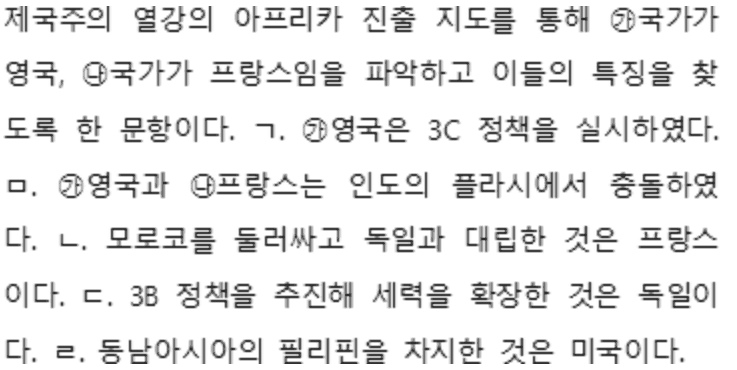 제국주의 열강의 아프리카 진출 지도를 통해 ㉮국가가
영국, ㉯국가가 프랑스임을 파악하고 이들의 특징을 찾
도록 한 문항이다. ㄱ. ㉮영국은 3C 정책을 실시하였다.
ㅁ. ㉮영국과 ㉯프랑스는 인도의 플라시에서 충돌하였
다. ㄴ. 모로코를 둘러싸고 독일과 대립한 것은 프랑스
이다. ㄷ. 3B 정책을 추진해 세력을 확장한 것은 독일이
다. ㄹ. 동남아시아의 필리핀을 차지한 것은 미국이다.